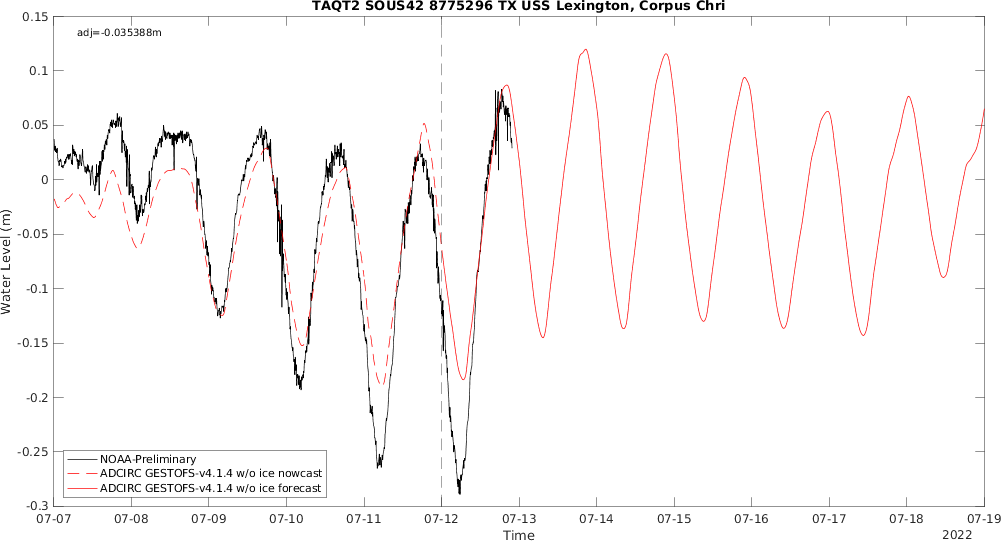 TAQT2 SOUS42 8775296 TX USS Lexington, Corpus Chri
adj=-0.035388m
0.15
0.1
0.05
0
-0.05
-0.1
-0.15
-0.2
-0.25
-0.3
Water Level (m)
NOAA-Preliminary
ADCIRC GESTOFS-v4.1.4 w/o ice nowcast
ADCIRC GESTOFS-v4.1.4 w/o ice forecast
07-07 07-08 07-09 07-10 07-11 07-12 07-13 07-14 07-15 07-16 07-17 07-18 07-19
Time
2022